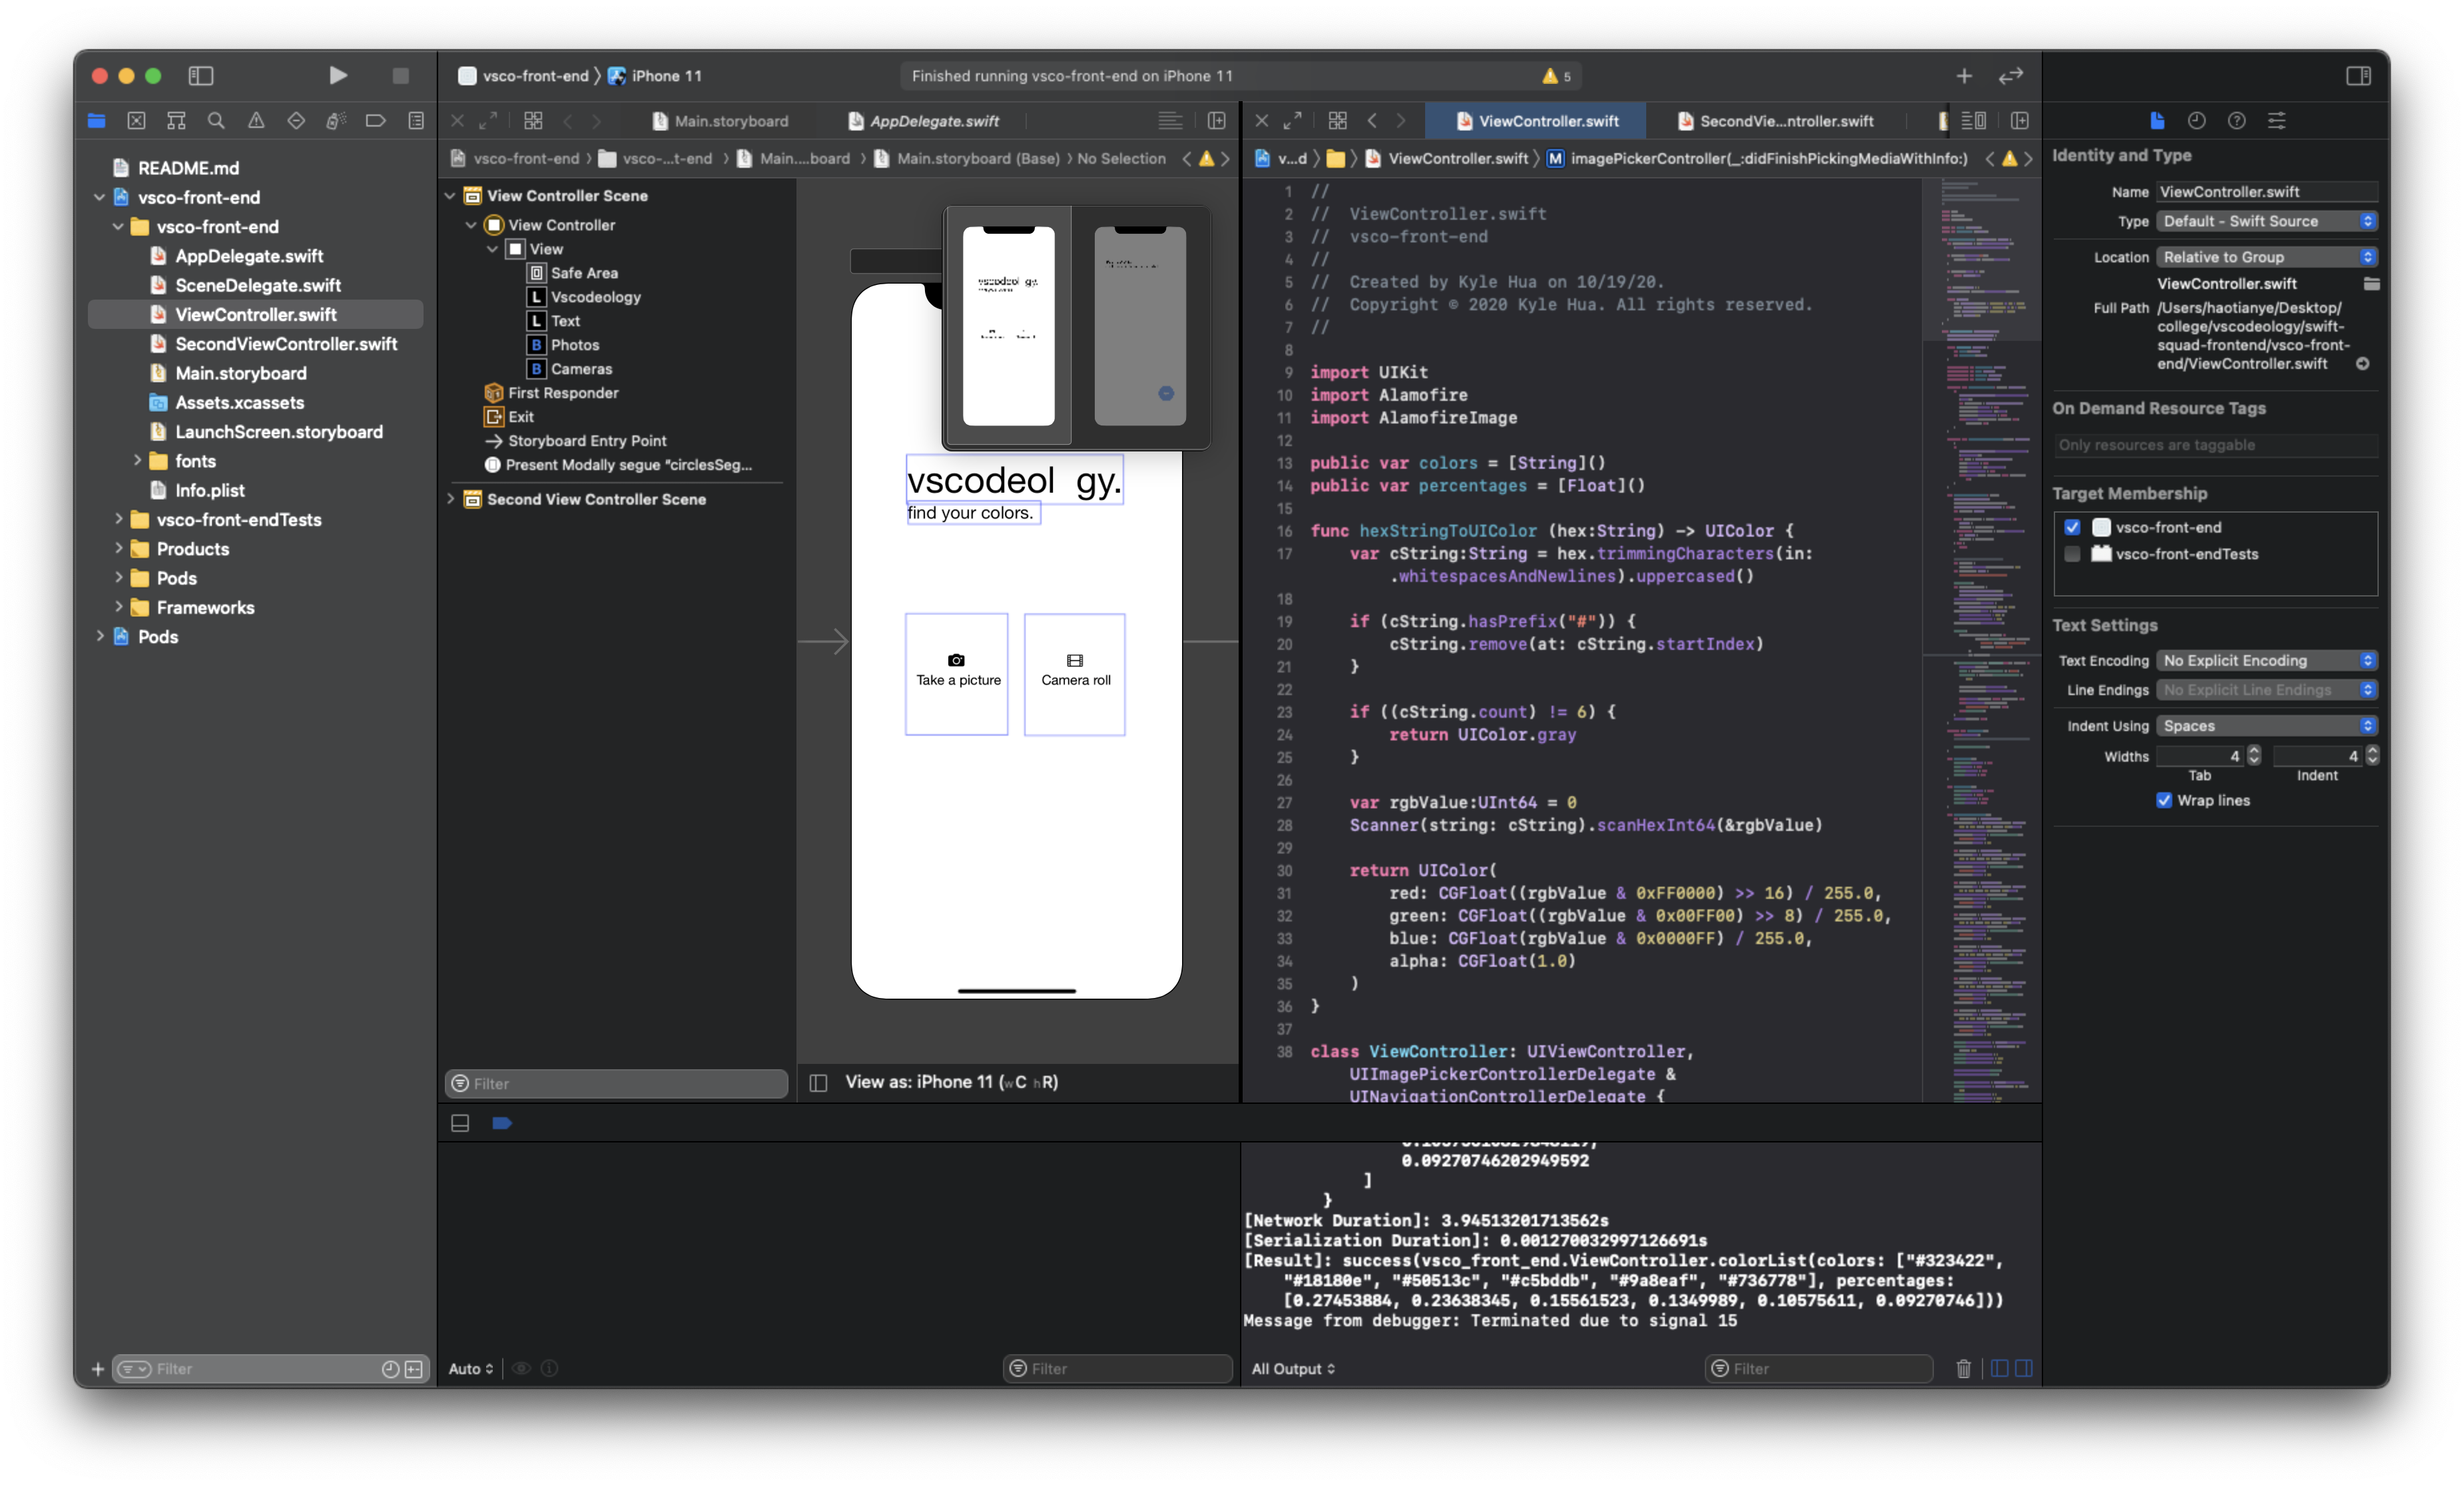 vsco-front-end
iPhone 11
Finished running vsco-front-end on iPhone 11
5
README.md
vsco-front-end
vsco-front-end
AppDelegate.swift
SceneDelegate.swift
ViewController.swift
SecondViewController.swift
Main.storyboard
Assets.xcassets
LaunchScreen.storyboard
fonts
Info.plist
vsco-front-endTests
Products
Pods
Frameworks
Pods
Filter
Main.storyboard
AppDelegate.swift
vsco-front-end
vsco-...t-end
Main....board
Main.storyboard (Base)
No Selection
View Controller Scene
View Controller
View
Safe Area
L Vscodeology
L Text
B Photos
B Cameras
First Responder
Exit
Storyboard Entry Point
Present Modally segue "circlesSeg...
Second View Controller Scene
Filter
vscodeol gy.
find your colors.
Take a picture
Camera roll
View as: iPhone 11 (wC hR)
ViewController.swift
SecondVie...ntroller.swift
v...d
ViewController.swift
M imagePickerController(_:didFinishPickingMediaWithInfo:)
1 //
2 //  ViewController.swift
3 //  vsco-front-end
4 //
5 //  Created by Kyle Hua on 10/19/20.
6 //  Copyright © 2020 Kyle Hua. All rights reserved.
7 //
8
9 import UIKit
10 import Alamofire
11 import AlamofireImage
12
13 public var colors = [String]()
14 public var percentages = [Float]()
15
16 func hexStringToUIColor (hex:String) -> UIColor {
17     var cString:String = hex.trimmingCharacters(in:
.whitespacesAndNewlines).uppercased()
18
19     if (cString.hasPrefix("#")) {
20         cString.remove(at: cString.startIndex)
21     }
22
23     if ((cString.count) != 6) {
24         return UIColor.gray
25     }
26
27     var rgbValue:UInt64 = 0
28     Scanner(string: cString).scanHexInt64(&rgbValue)
29
30     return UIColor(
31         red: CGFloat((rgbValue & 0xFF0000) >> 16) / 255.0,
32         green: CGFloat((rgbValue & 0x00FF00) >> 8) / 255.0,
33         blue: CGFloat(rgbValue & 0x0000FF) / 255.0,
34         alpha: CGFloat(1.0)
35     )
36 }
37
38 class ViewController: UIViewController,
UIImagePickerControllerDelegate &
UINavigationControllerDelegate {
0.09270746202949592
]
}
[Network Duration]: 3.94513201713562s
[Serialization Duration]: 0.001270032997126691s
[Result]: success(vsco_front_end.ViewController.colorList(colors: ["#323422",
"#18180e", "#50513c", "#c5bddb", "#9a8eaf", "#736778"], percentages:
[0.27453884, 0.23638345, 0.15561523, 0.1349989, 0.10575611, 0.09270746]))
Message from debugger: Terminated due to signal 15
Auto
Filter
All Output
Filter
Identity and Type
Name ViewController.swift
Type Default - Swift Source
Location Relative to Group
ViewController.swift
Full Path /Users/haotianye/Desktop/
college/vscodeology/swift-
squad-frontend/vsco-front-
end/ViewController.swift
On Demand Resource Tags
Only resources are taggable
Target Membership
vsco-front-end
vsco-front-endTests
Text Settings
Text Encoding No Explicit Encoding
Line Endings No Explicit Line Endings
Indent Using Spaces
Widths 4 4
Tab Indent
Wrap lines